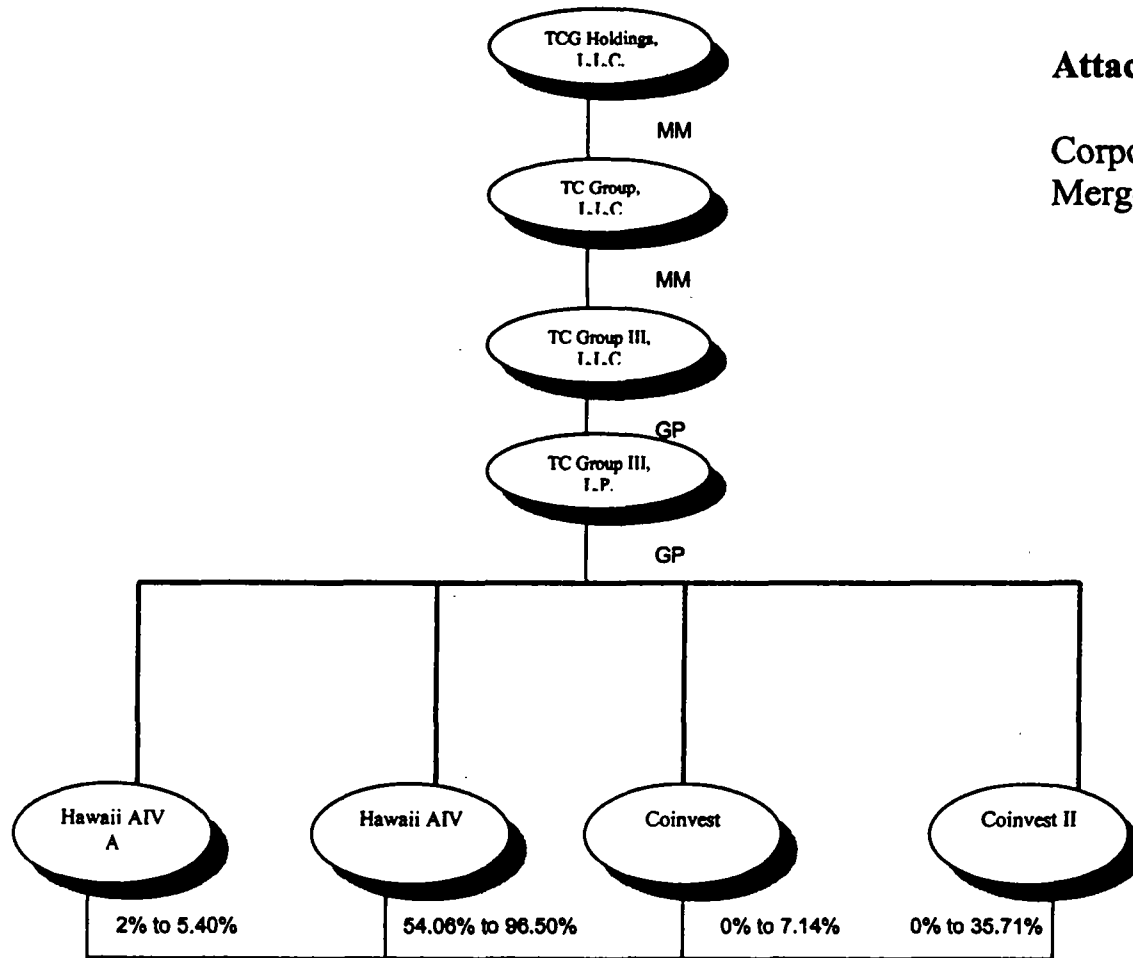 TCG Holdings,
L.L.C.
Attac
MM
Corpo
Merg
TC Group,
L.L.C
MM
TC Group III,
L.L.C
GP
TC Group III,
L.P.
GP
Hawaii AIV
A
Hawaii AIV
Coinvest
Coinvest II
2% to 5.40%
54.06% to 96.50%
0% to 7.14%
0% to 35.71%